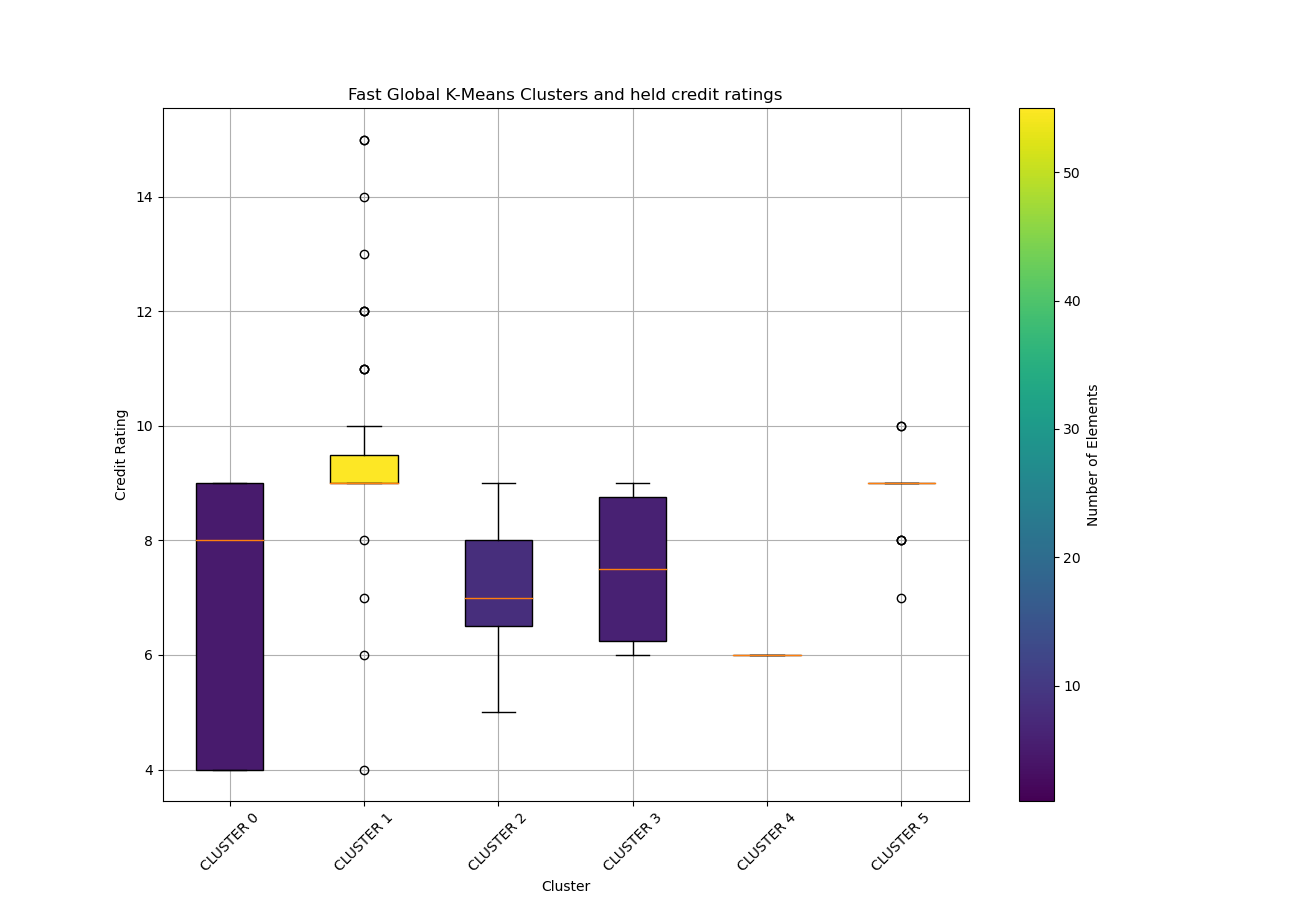 Fast Global K-Means Clusters and held credit ratings
Credit Rating
14
12
10
8
6
4
CLUSTER 0
CLUSTER 1
CLUSTER 2
CLUSTER 3
CLUSTER 4
CLUSTER 5
Cluster
50
40
30
20
10
Number of Elements